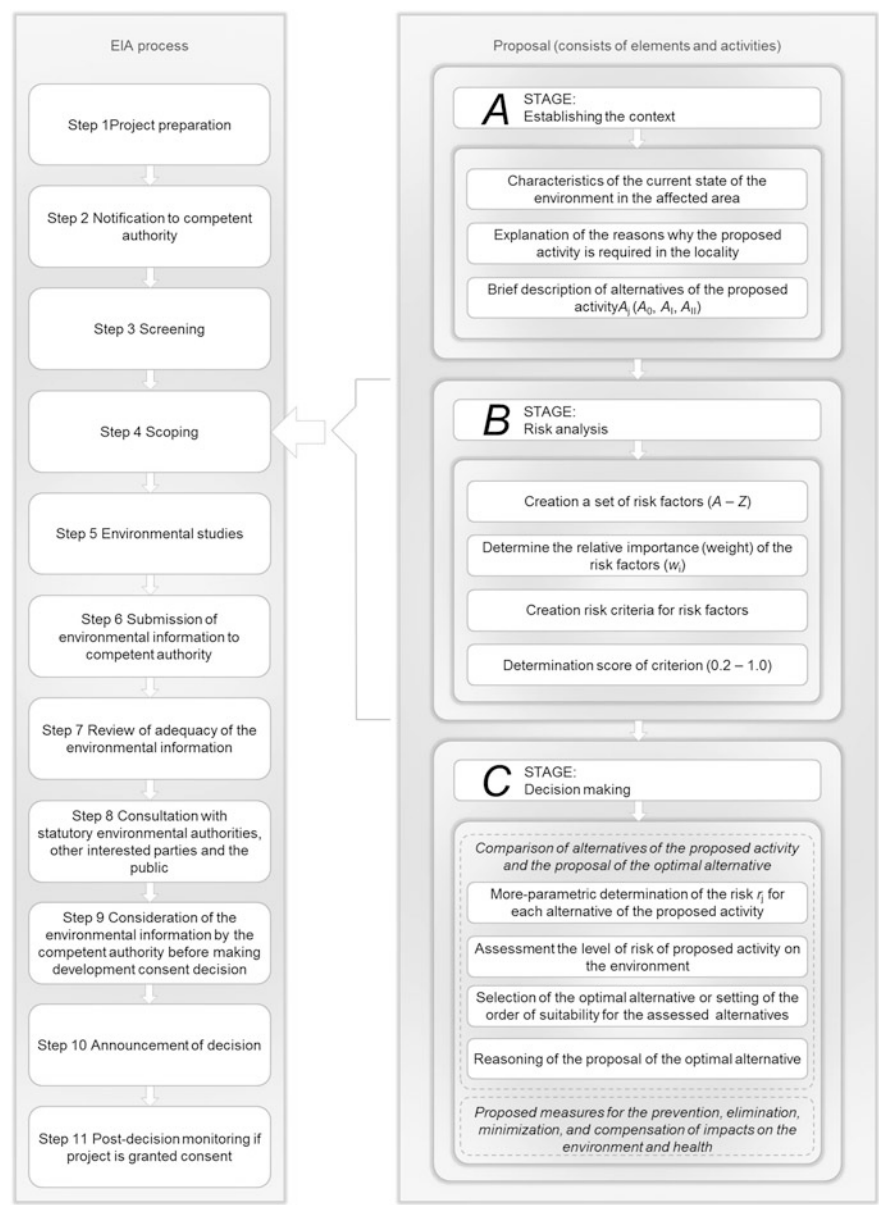 EIA process
Step 1Project preparation
Step 2 Notification to competent
authority
Step 3 Screening
Step 4 Scoping
Step 5 Environmental studies
Step 6 Submission of
environmental information to
competent authority
Step 7 Review of adequacy of the
environmental information
Step 8 Consultation with
statutory environmental authorities,
other interested parties and the
public
Step 9 Consideration of the
environmental information by the
competent authority before making
development consent decision
Step 10 Announcement of decision
Step 11 Post-decision monitoring if
project is granted consent
Proposal (consists of elements and activities)
A STAGE:
Establishing the context
Characteristics of the current state of the
environment in the affected area
Explanation of the reasons why the proposed
activity is required in the locality
Brief description of alternatives of the proposed
activityAj (A0, AI, AII)
B STAGE:
Risk analysis
Creation a set of risk factors (A – Z)
Determine the relative importance (weight) of the
risk factors (wi)
Creation risk criteria for risk factors
Determination score of criterion (0.2 – 1.0)
C STAGE:
Decision making
Comparison of alternatives of the proposed activity
and the proposal of the optimal alternative
More-parametric determination of the risk rj for
each alternative of the proposed activity
Assessment the level of risk of proposed activity on
the environment
Selection of the optimal alternative or setting of the
order of suitability for the assessed alternatives
Reasoning of the proposal of the optimal alternative
Proposed measures for the prevention, elimination,
minimization, and compensation of impacts on the
environment and health